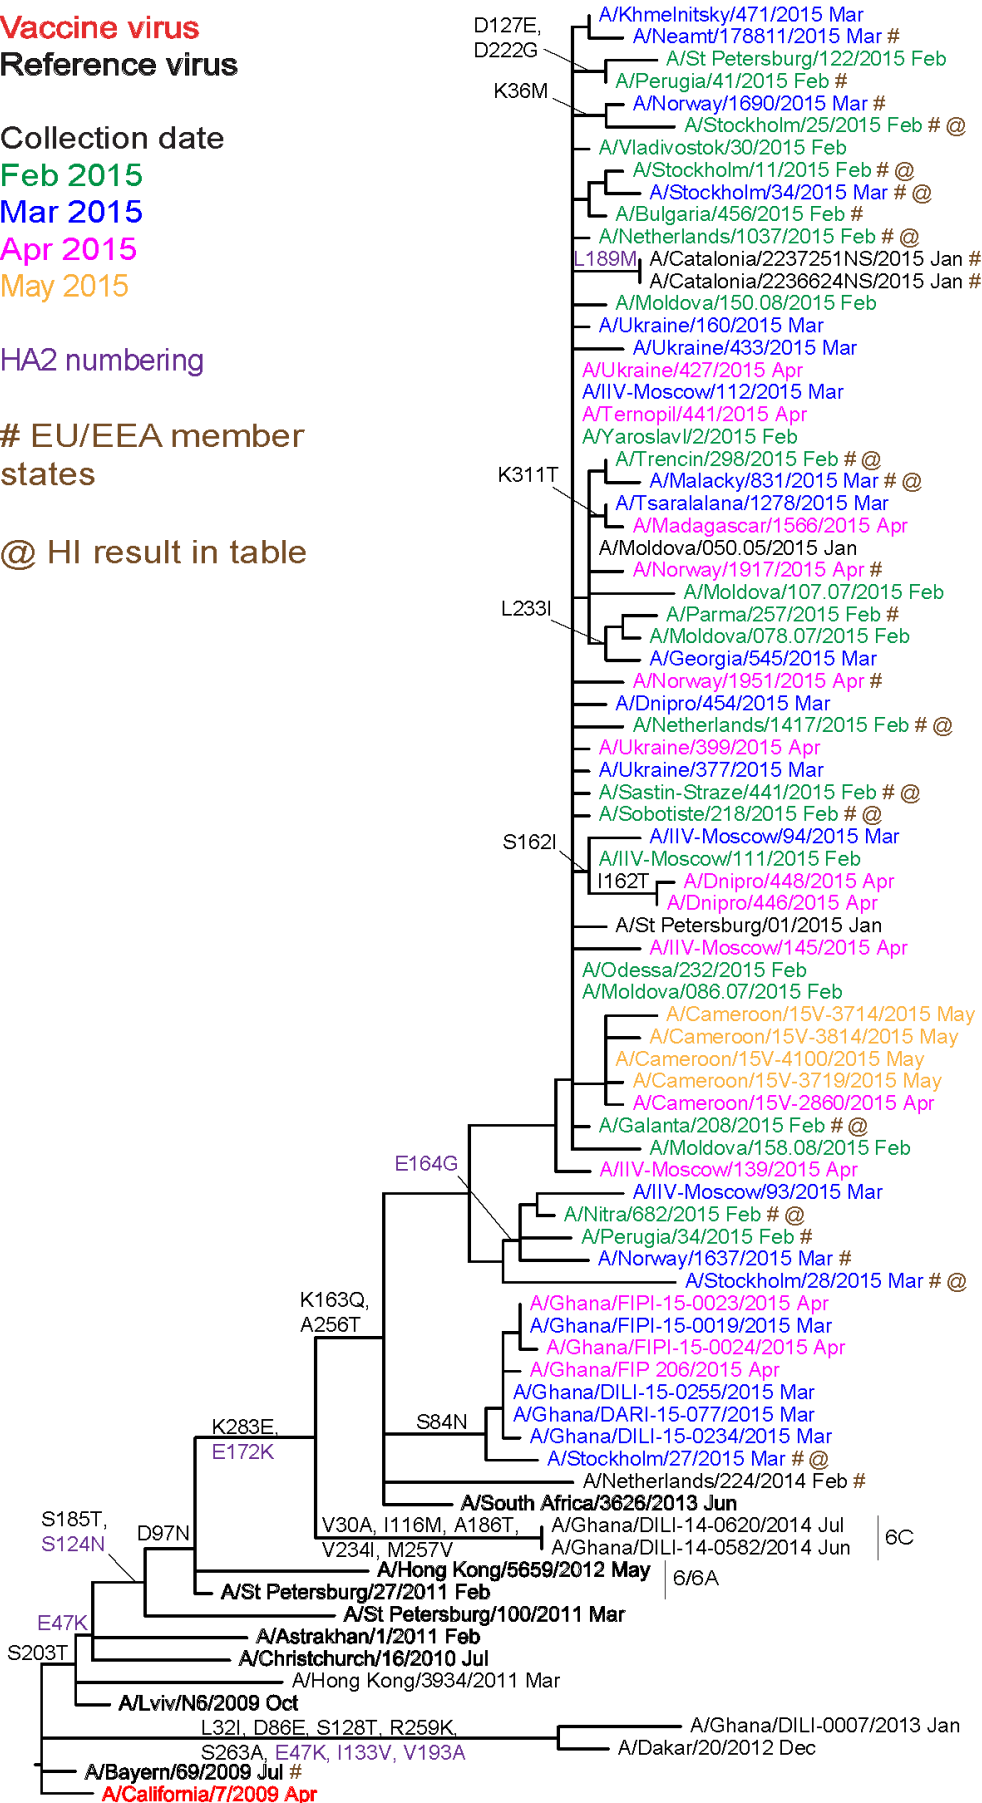 Vaccine virus
Reference virus
Collection date
Feb 2015
Mar 2015
Apr 2015
May 2015
HA2 numbering
# EU/EEA member
states
@ HI result in table
D127E,
D222G
K36M
L189M
K311T
L233I
S162I
I162T
E164G
K163Q,
A256T
S84N
K283E,
E172K
V30A, I116M, A186T,
V234I, M257V
S185T,
S124N
D97N
E47K
S203T
L32I, D86E, S128T, R259K,
S263A, E47K, I133V, V193A
A/Khmelnitsky/471/2015 Mar
A/Neamt/178811/2015 Mar #
A/St Petersburg/122/2015 Feb
A/Perugia/41/2015 Feb #
A/Norway/1690/2015 Mar #
A/Stockholm/25/2015 Feb # @
A/Vladivostok/30/2015 Feb
A/Stockholm/11/2015 Feb # @
A/Stockholm/34/2015 Mar # @
A/Bulgaria/456/2015 Feb #
A/Netherlands/1037/2015 Feb # @
A/Catalonia/2237251NS/2015 Jan #
A/Catalonia/2236624NS/2015 Jan #
A/Moldova/150.08/2015 Feb
A/Ukraine/160/2015 Mar
A/Ukraine/433/2015 Mar
A/Ukraine/427/2015 Apr
A/IIV-Moscow/112/2015 Mar
A/Ternopil/441/2015 Apr
A/Yaroslavl/2/2015 Feb
A/Trencin/298/2015 Feb # @
A/Malacky/831/2015 Mar # @
A/Tsaralalana/1278/2015 Mar
A/Madagascar/1566/2015 Apr
A/Moldova/050.05/2015 Jan
A/Norway/1917/2015 Apr #
A/Moldova/107.07/2015 Feb
A/Parma/257/2015 Feb #
A/Moldova/078.07/2015 Feb
A/Georgia/545/2015 Mar
A/Norway/1951/2015 Apr #
A/Dnipro/454/2015 Mar
A/Netherlands/1417/2015 Feb # @
A/Ukraine/399/2015 Apr
A/Ukraine/377/2015 Mar
A/Sastin-Straze/441/2015 Feb # @
A/Sobotiste/218/2015 Feb # @
A/IIV-Moscow/94/2015 Mar
A/IIV-Moscow/111/2015 Feb
A/Dnipro/448/2015 Apr
A/Dnipro/446/2015 Apr
A/St Petersburg/01/2015 Jan
A/IIV-Moscow/145/2015 Apr
A/Odessa/232/2015 Feb
A/Moldova/086.07/2015 Feb
A/Cameroon/15V-3714/2015 May
A/Cameroon/15V-3814/2015 May
A/Cameroon/15V-4100/2015 May
A/Cameroon/15V-3719/2015 May
A/Cameroon/15V-2860/2015 Apr
A/Galanta/208/2015 Feb # @
A/Moldova/158.08/2015 Feb
A/IIV-Moscow/139/2015 Apr
A/IIV-Moscow/93/2015 Mar
A/Nitra/682/2015 Feb # @
A/Perugia/34/2015 Feb #
A/Norway/1637/2015 Mar #
A/Stockholm/28/2015 Mar # @
A/Ghana/FIPI-15-0023/2015 Apr
A/Ghana/FIPI-15-0019/2015 Mar
A/Ghana/FIPI-15-0024/2015 Apr
A/Ghana/FIP 206/2015 Apr
A/Ghana/DILI-15-0255/2015 Mar
A/Ghana/DARI-15-077/2015 Mar
A/Ghana/DILI-15-0234/2015 Mar
A/Stockholm/27/2015 Mar # @
A/Netherlands/224/2014 Feb #
A/South Africa/3626/2013 Jun
A/Ghana/DILI-14-0620/2014 Jul
A/Ghana/DILI-14-0582/2014 Jun
6C
A/Hong Kong/5659/2012 May
6/6A
A/St Petersburg/27/2011 Feb
A/St Petersburg/100/2011 Mar
A/Astrakhan/1/2011 Feb
A/Christchurch/16/2010 Jul
A/Hong Kong/3934/2011 Mar
A/Lviv/N6/2009 Oct
A/Ghana/DILI-0007/2013 Jan
A/Dakar/20/2012 Dec
A/Bayern/69/2009 Jul #
A/California/7/2009 Apr